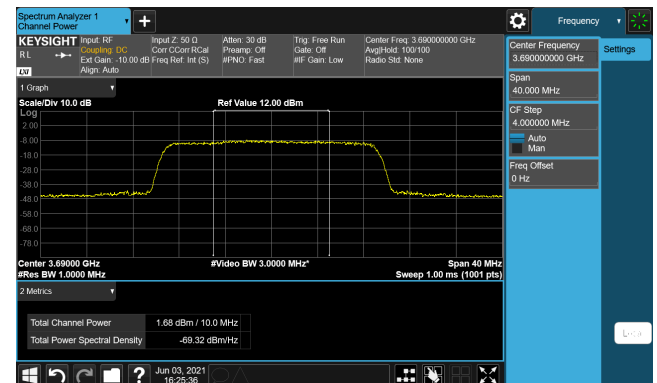 Spectrum Analyzer 1
Channel Power
Frequency
KEYSIGHT
Input: RF
Coupling: DC
Ext Gain: -10.00 dB
Align: Auto
Input Z: 50 Ω
Corr CCorr RCal
Freq Ref: Int (S)
Atten: 30 dB
Preamp: Off
#PNO: Fast
Trig: Free Run
Gate: Off
#IF Gain: Low
Center Freq: 3.690000000 GHz
Avg|Hold: 100/100
Radio Std: None
R L
LXI
Center Frequency
3.690000000 GHz
Settings
Span
40.000 MHz
CF Step
4.000000 MHz
Auto
Man
Freq Offset
0 Hz
1 Graph
Scale/Div 10.0 dB
Ref Value 12.00 dBm
Log
2.00
-8.00
-18.0
-28.0
-38.0
-48.0
-58.0
-68.0
-78.0
Center 3.69000 GHz
#Video BW 3.0000 MHz*
Span 40 MHz
#Res BW 1.0000 MHz
Sweep 1.00 ms (1001 pts)
2 Metrics
Total Channel Power
1.68 dBm / 10.0 MHz
Total Power Spectral Density
-69.32 dBm/Hz
?
Jun 03, 2021
16:25:36